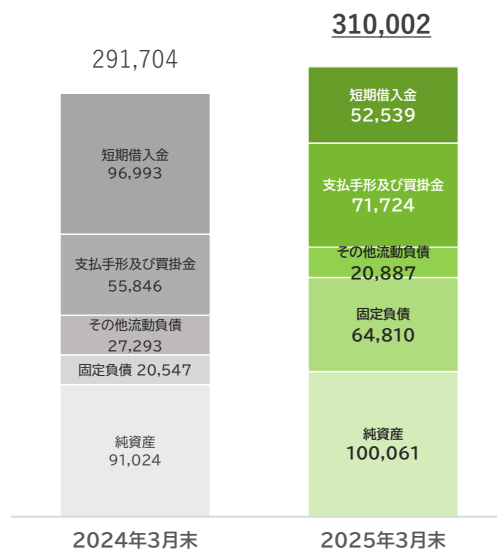 291,704
短期借入金
96,993
支払手形及び買掛金
55,846
その他流動負債
27,293
固定負債 20,547
純資産
91,024
2024年3月末
310,002
短期借入金
52,539
支払手形及び買掛金
71,724
その他流動負債
20,887
固定負債
64,810
純資産
100,061
2025年3月末